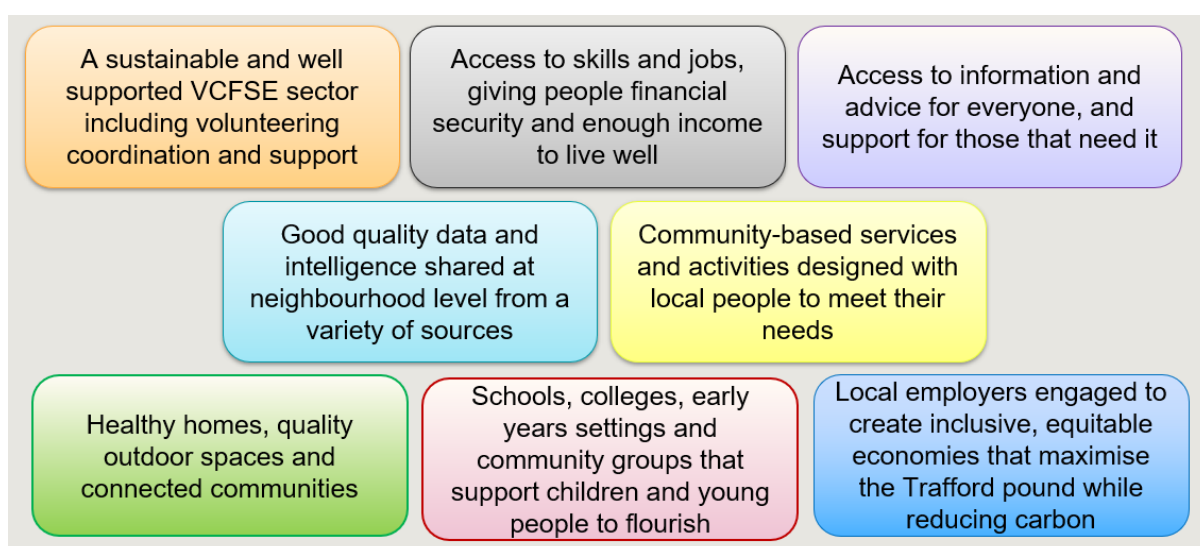 A sustainable and well
supported VCFSE sector
including volunteering
coordination and support
Access to skills and jobs,
giving people financial
security and enough income
to live well
Access to information and
advice for everyone, and
support for those that need it
Good quality data and
intelligence shared at
neighbourhood level from a
variety of sources
Community-based services
and activities designed with
local people to meet their
needs
Healthy homes, quality
outdoor spaces and
connected communities
Schools, colleges, early
years settings and
community groups that
support children and young
people to flourish
Local employers engaged to
create inclusive, equitable
economies that maximise
the Trafford pound while
reducing carbon